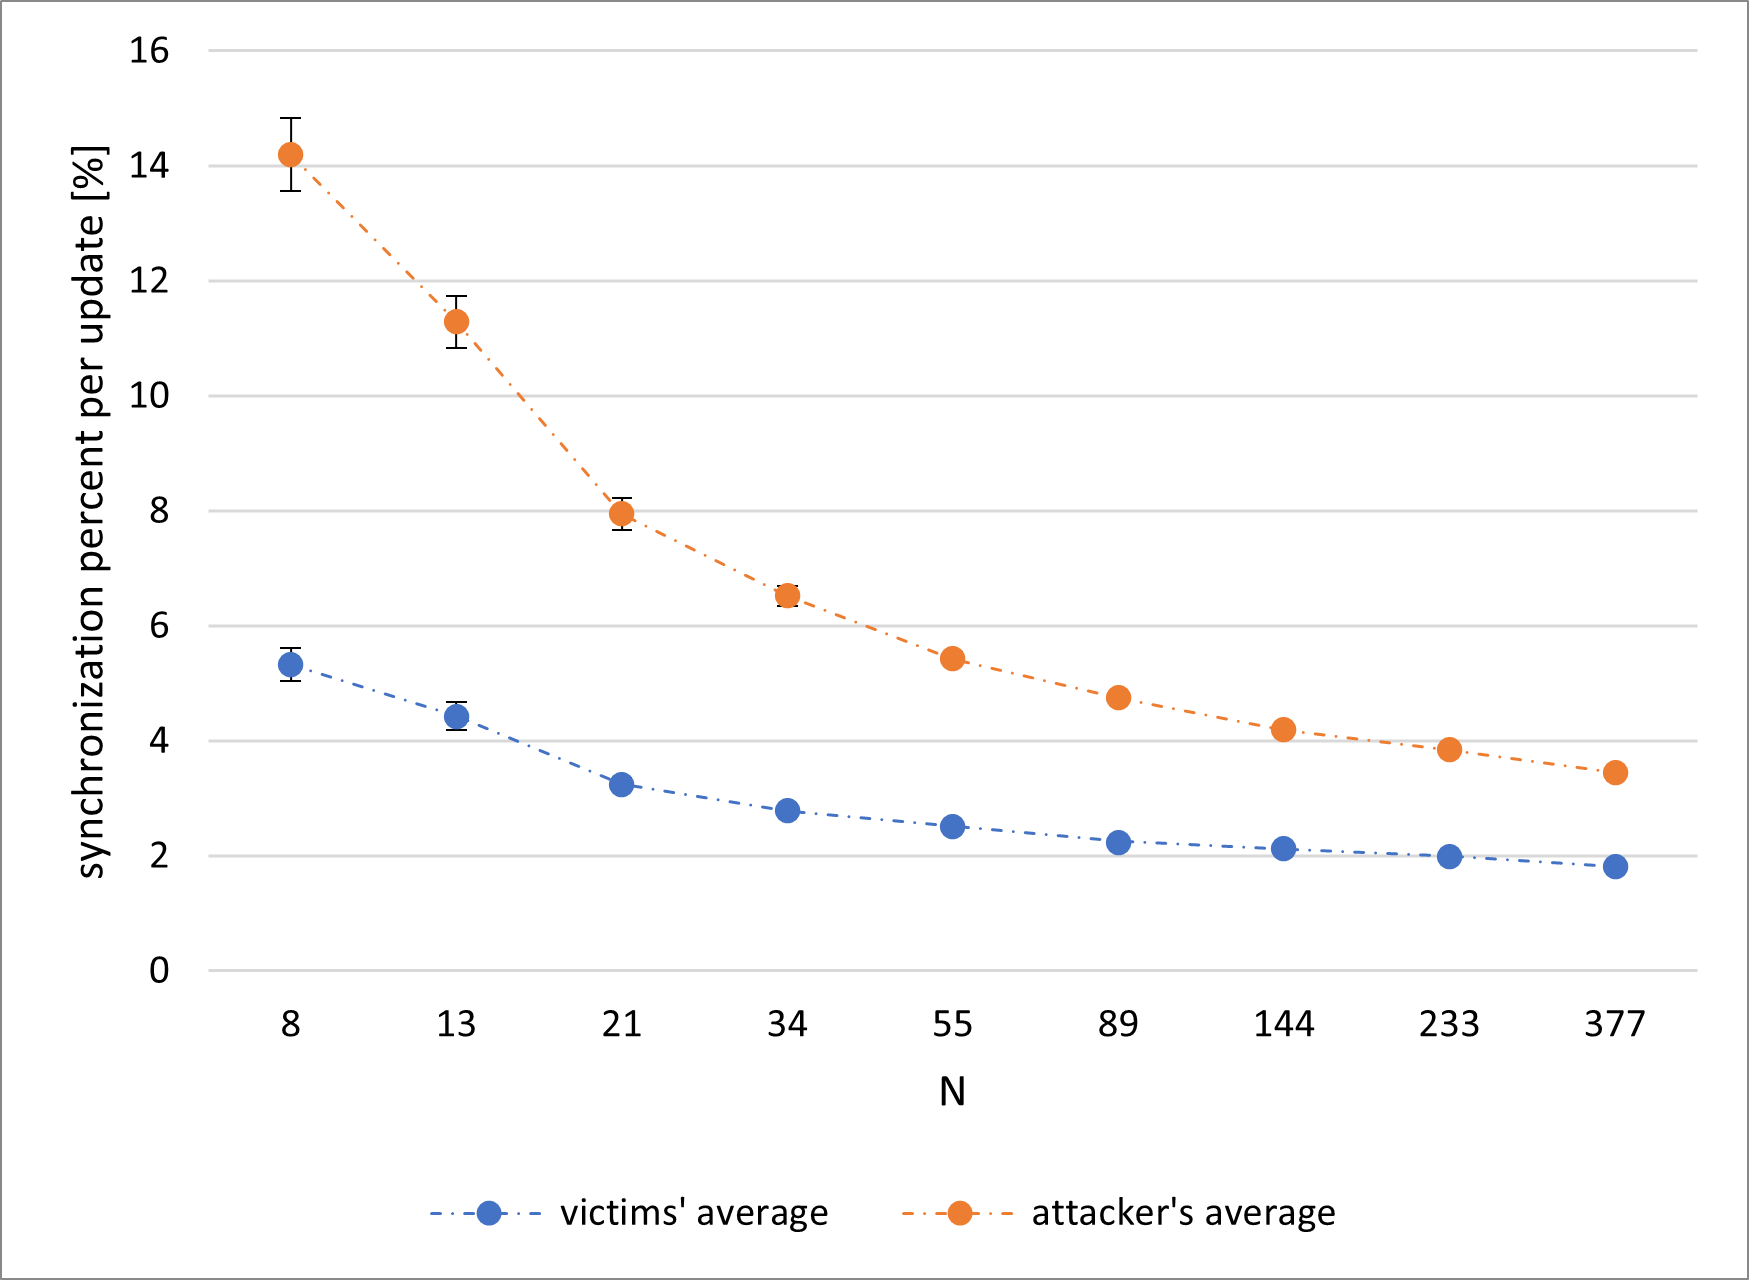 synchronization percent per update [%]
16
14
12
10
8
6
4
2
0
8 13 21 34 55 89 144 233 377
N
victims' average attacker's average